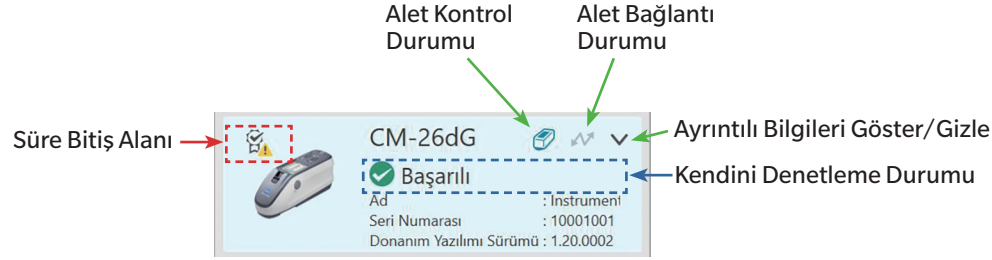 Alet Kontrol
Durumu
Alet Bağlantı
Durumu
Süre Bitiş Alanı
CM-26dG
Ayrıntılı Bilgileri Göster/Gizle
Başarılı
Kendini Denetleme Durumu
Ad : Instrument
Seri Numarası : 10001001
Donanım Yazılımı Sürümü : 1.20.0002